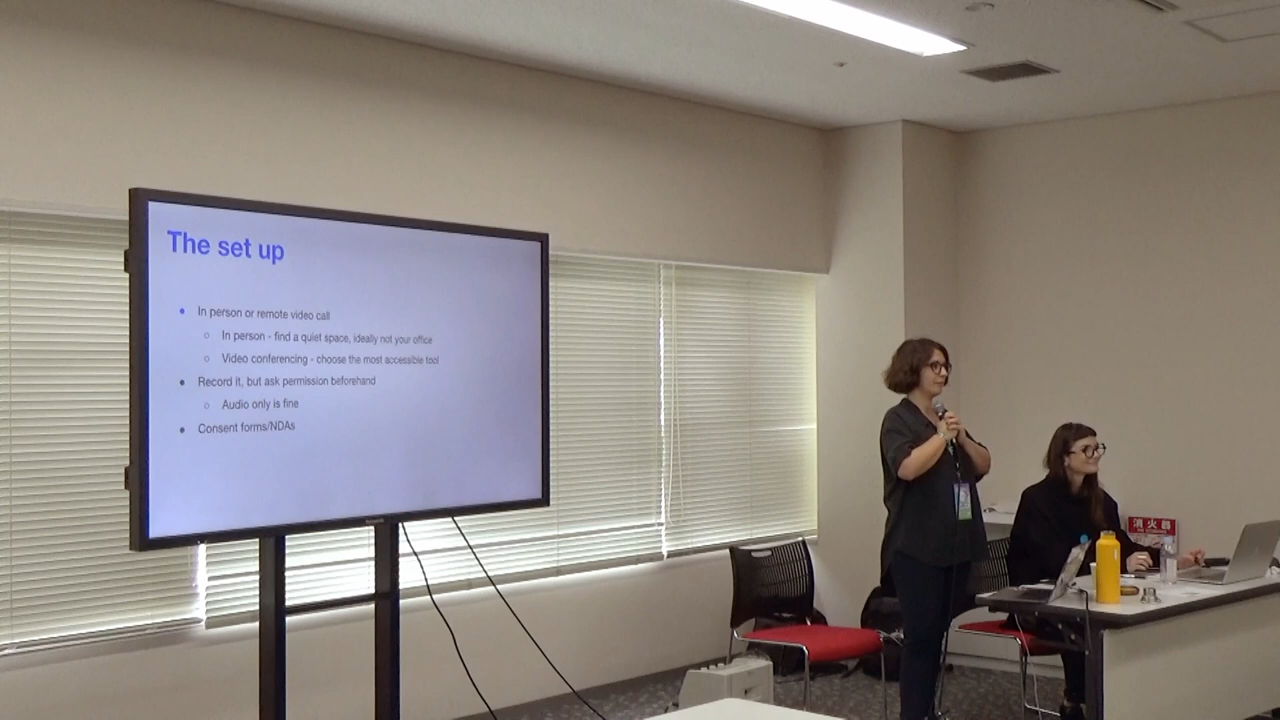 The set up
In person or remote video call
In person - find a quiet space, ideally not your office
Video conferencing - choose the most accessible tool
Record it, but ask permission beforehand
Audio only is fine
Consent forms/NDAs
消火器